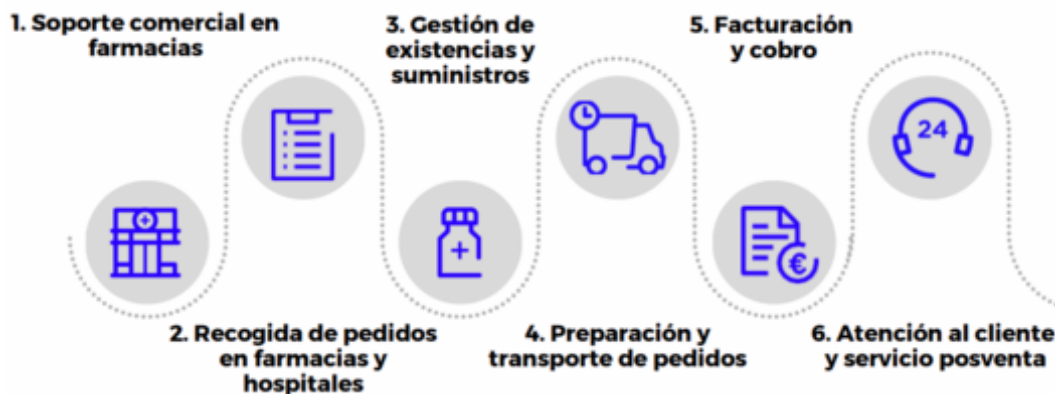 1. Soporte comercial en
farmacias
2. Recogida de pedidos
en farmacias y
hospitales
3. Gestión de
existencias y
suministros
4. Preparación y
transporte de pedidos
5. Facturación
y cobro
€
24
6. Atención al cliente
y servicio posventa